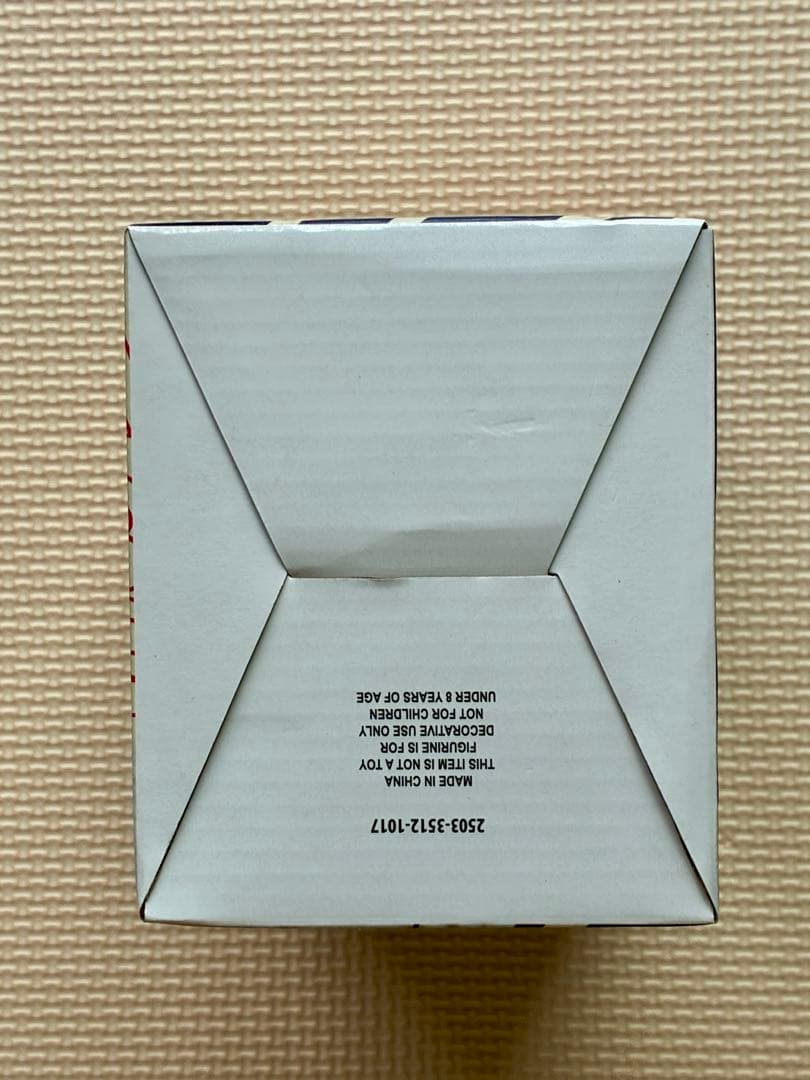 2503-3512-1017
MADE IN CHINA
THIS ITEM IS NOT A TOY
FIGURINE IS FOR
DECORATIVE USE ONLY
NOT FOR CHILDREN
UNDER 8 YEARS OF AGE